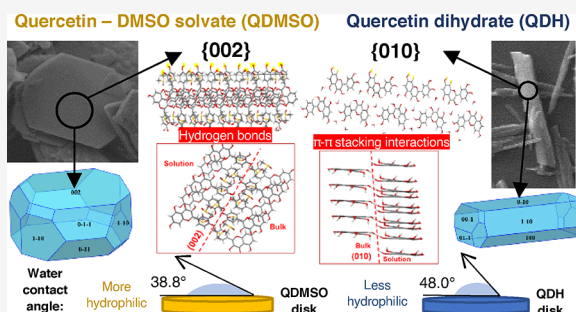 Quercetin – DMSO solvate (QDMSO)
Quercetin dihydrate (QDH)
{002}
{010}
Hydrogen bonds
π-π stacking interactions
Solution
Bulk
{002}
Bulk
{010}
Solution
002
1-10
0-1-1
1-10
0-11
0-10
1-10
100
Water
contact
angle:
More
hydrophilic
38.8°
QDMSO
disk
Less
hydrophilic
48.0°
QDH
disk